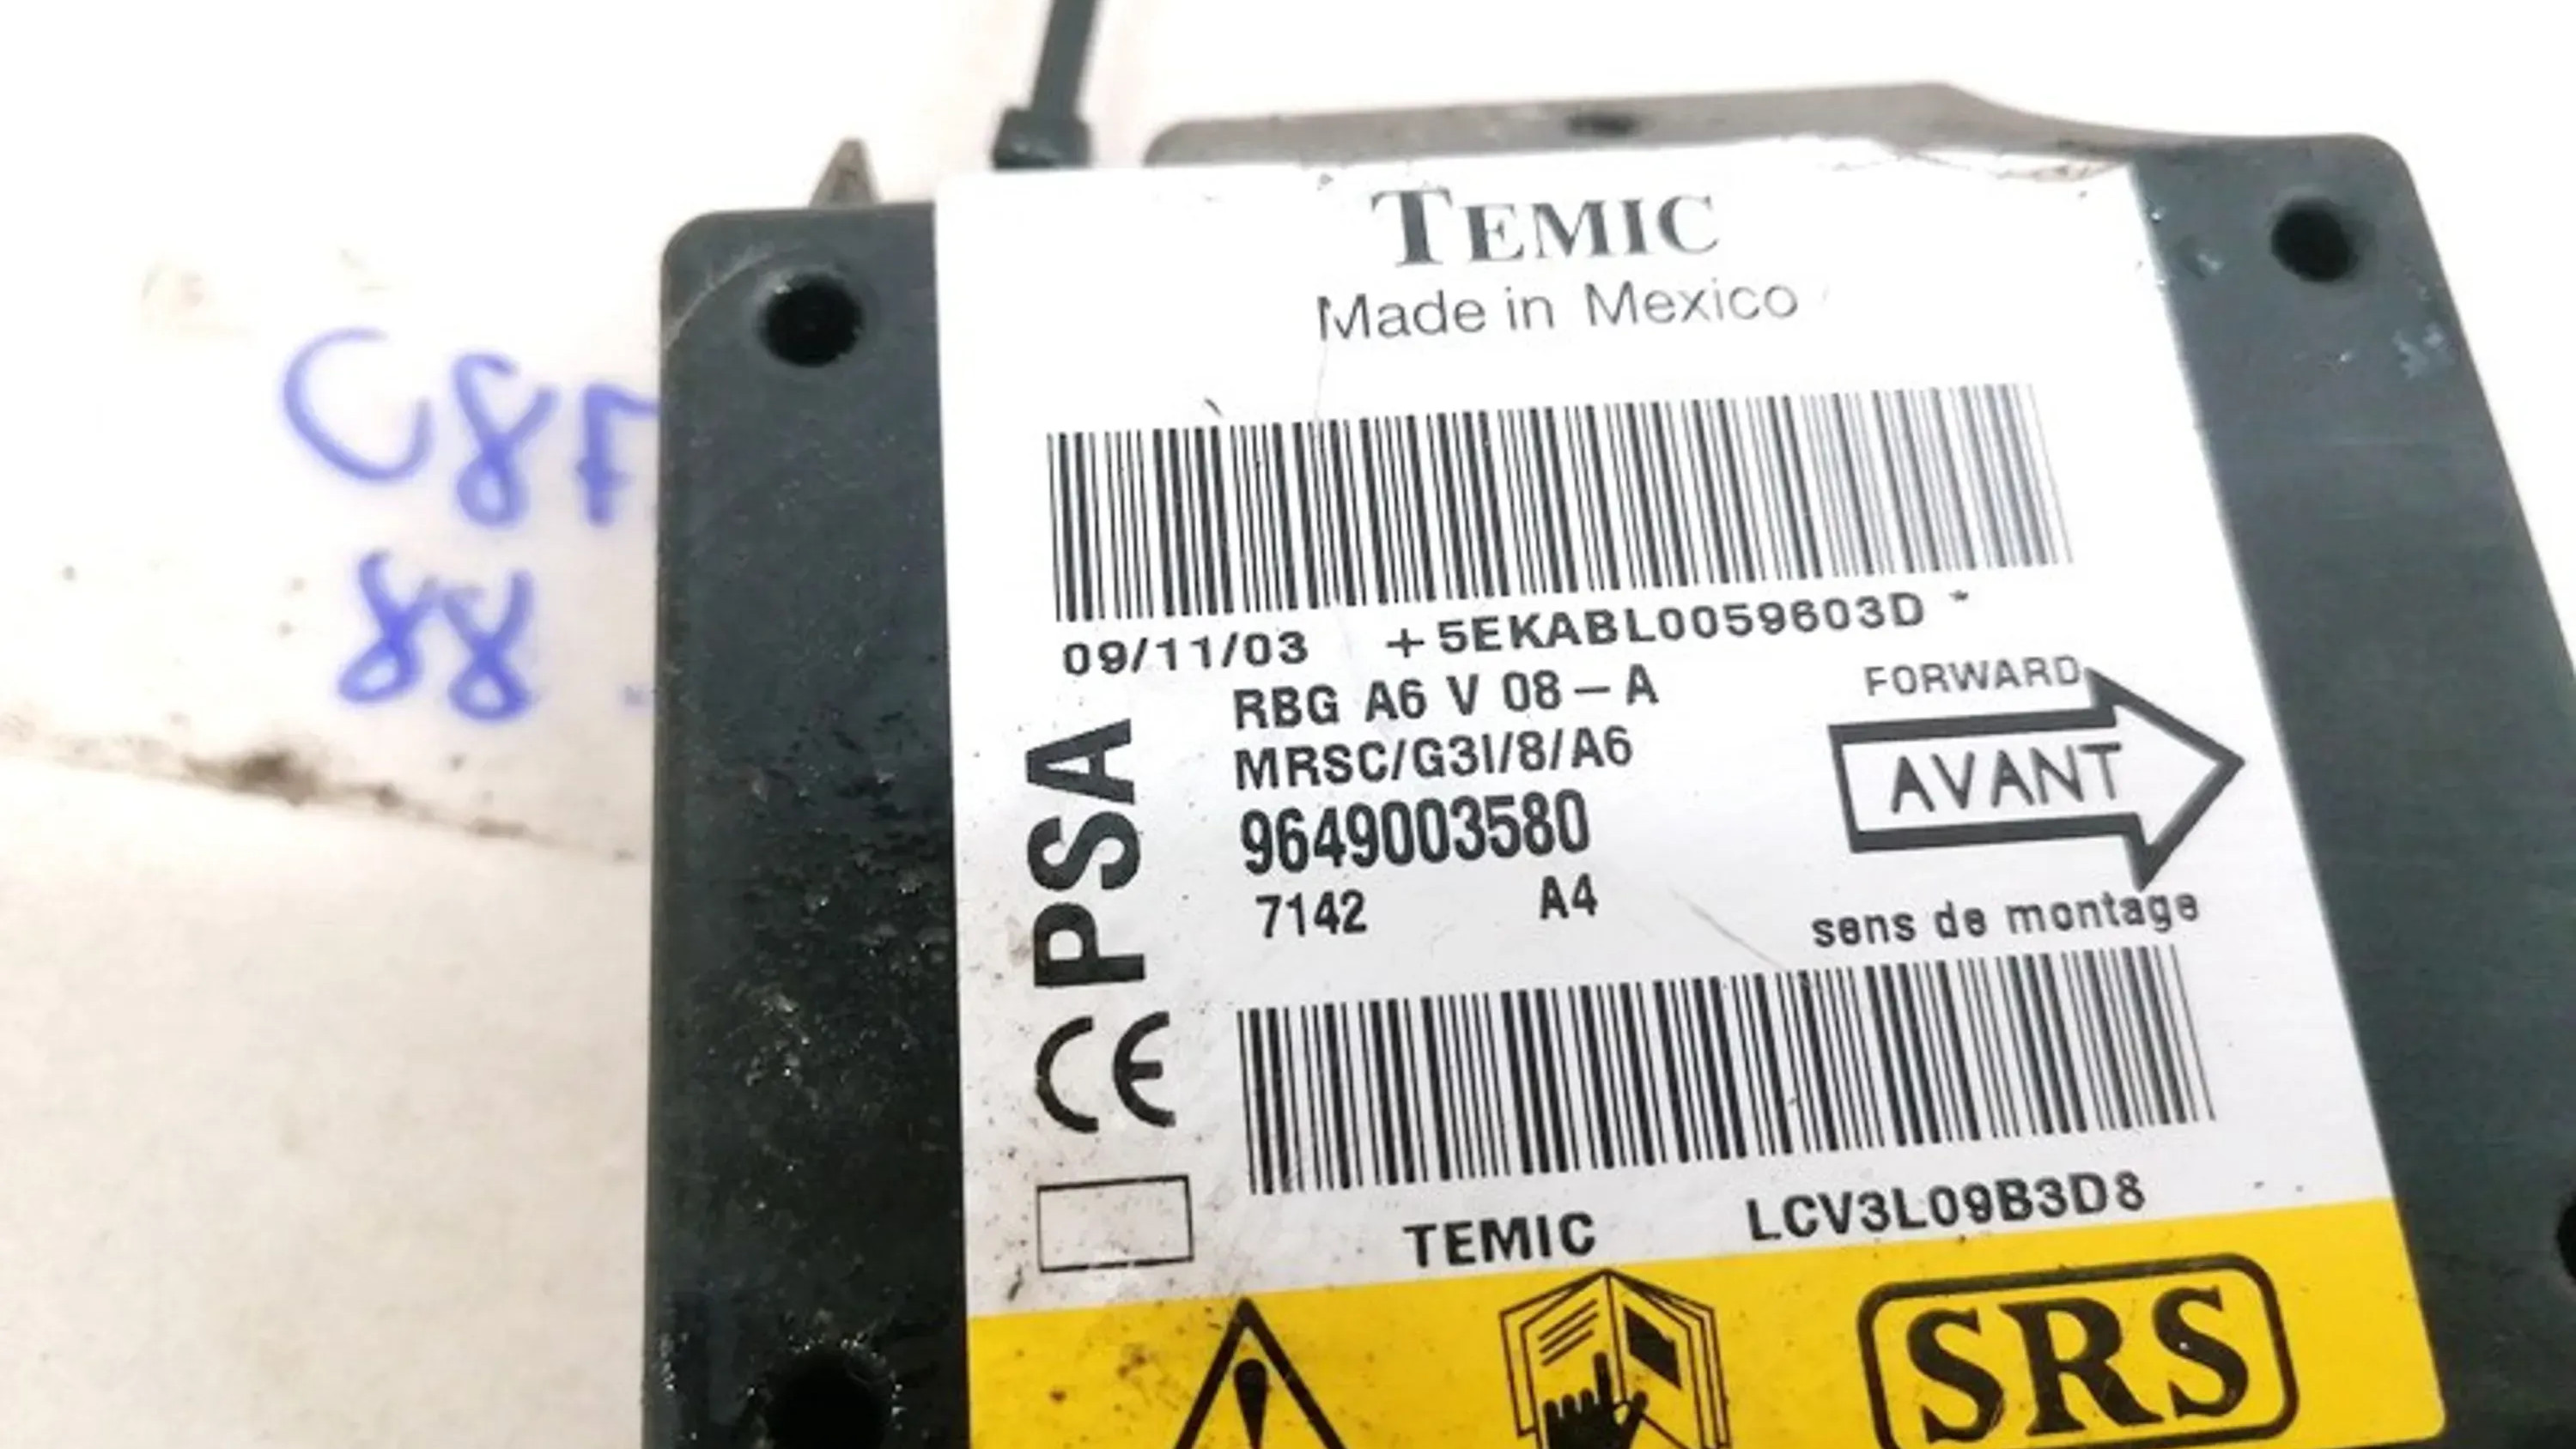 TEMIC
Made in Mexico
09/11/03 +5EKABL0059603D *
RBG A6 V 08-A
MRSC/G3I/8/A6
9649003580
7142 A4
PSA
CE
FORWARD
AVANT
sens de montage
TEMIC LCV3L09B3D8
SRS
88